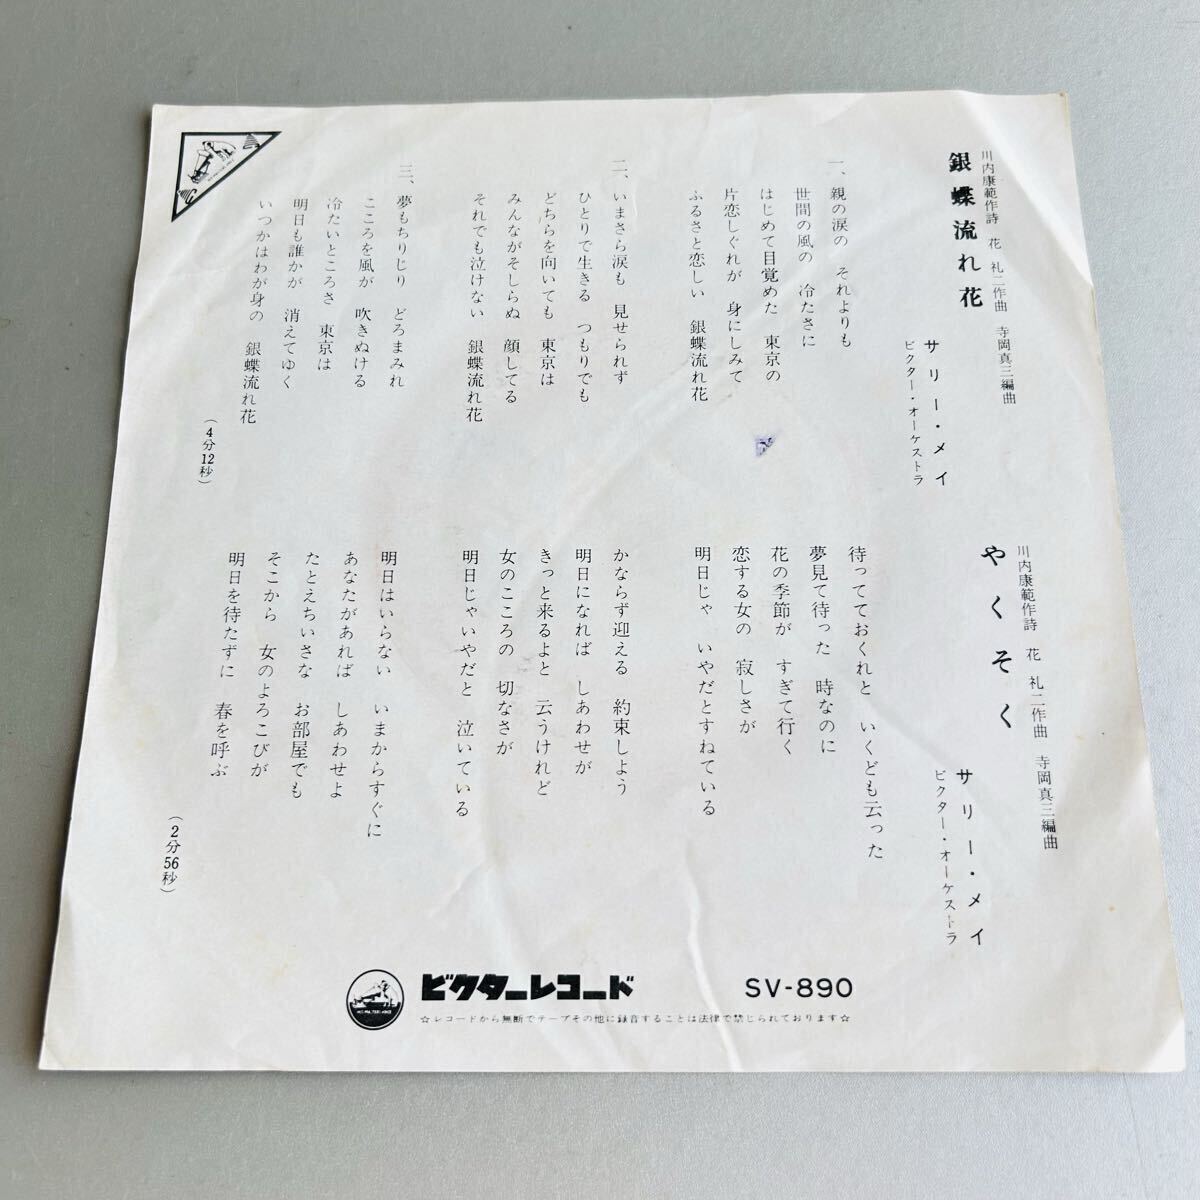 銀蝶流れ花
川内康範作詩 花礼二作曲 寺岡真三編曲
サリー・メイ
ビクター・オーケストラ
一、親の涙の それよりも
世間の風の 冷たさに
はじめて目覚めた 東京の
片恋しぐれが 身にしみて
ふるさと恋しい 銀蝶流れ花
二、いまさら涙も 見せられず
ひとりで生きる つもりでも
どちらを向いても 東京は
みんながそしらぬ 顔してる
それでも泣けない 銀蝶流れ花
三、夢もちりじり どろまみれ
こころを風が 吹きぬける
冷たいところさ 東京は
明日も誰かが 消えてゆく
いつかはわが身の 銀蝶流れ花
(4分12秒)
やくそく
川内康範作詩 花礼二作曲 寺岡真三編曲
サリー・メイ
ビクター・オーケストラ
待ってておくれと いくども云った
夢見て待った 時なのに
花の季節が すぎて行く
恋する女の 寂しさが
明日じゃ いやだとすねている
かならず迎える 約束しよう
明日になれば しあわせが
きっと来るよと 云うけれど
女のこころの 切なさが
明日じゃいやだと 泣いている
明日はいらない いまからすぐに
あなたがあれば しあわせよ
たとえちいさな お部屋でも
そこから 女のよろこびが
明日を待たずに 春を呼ぶ
(2分56秒)
ビクターレコード SV-890
☆レコードから無断でテープその他に録音することは法律で禁じられております☆